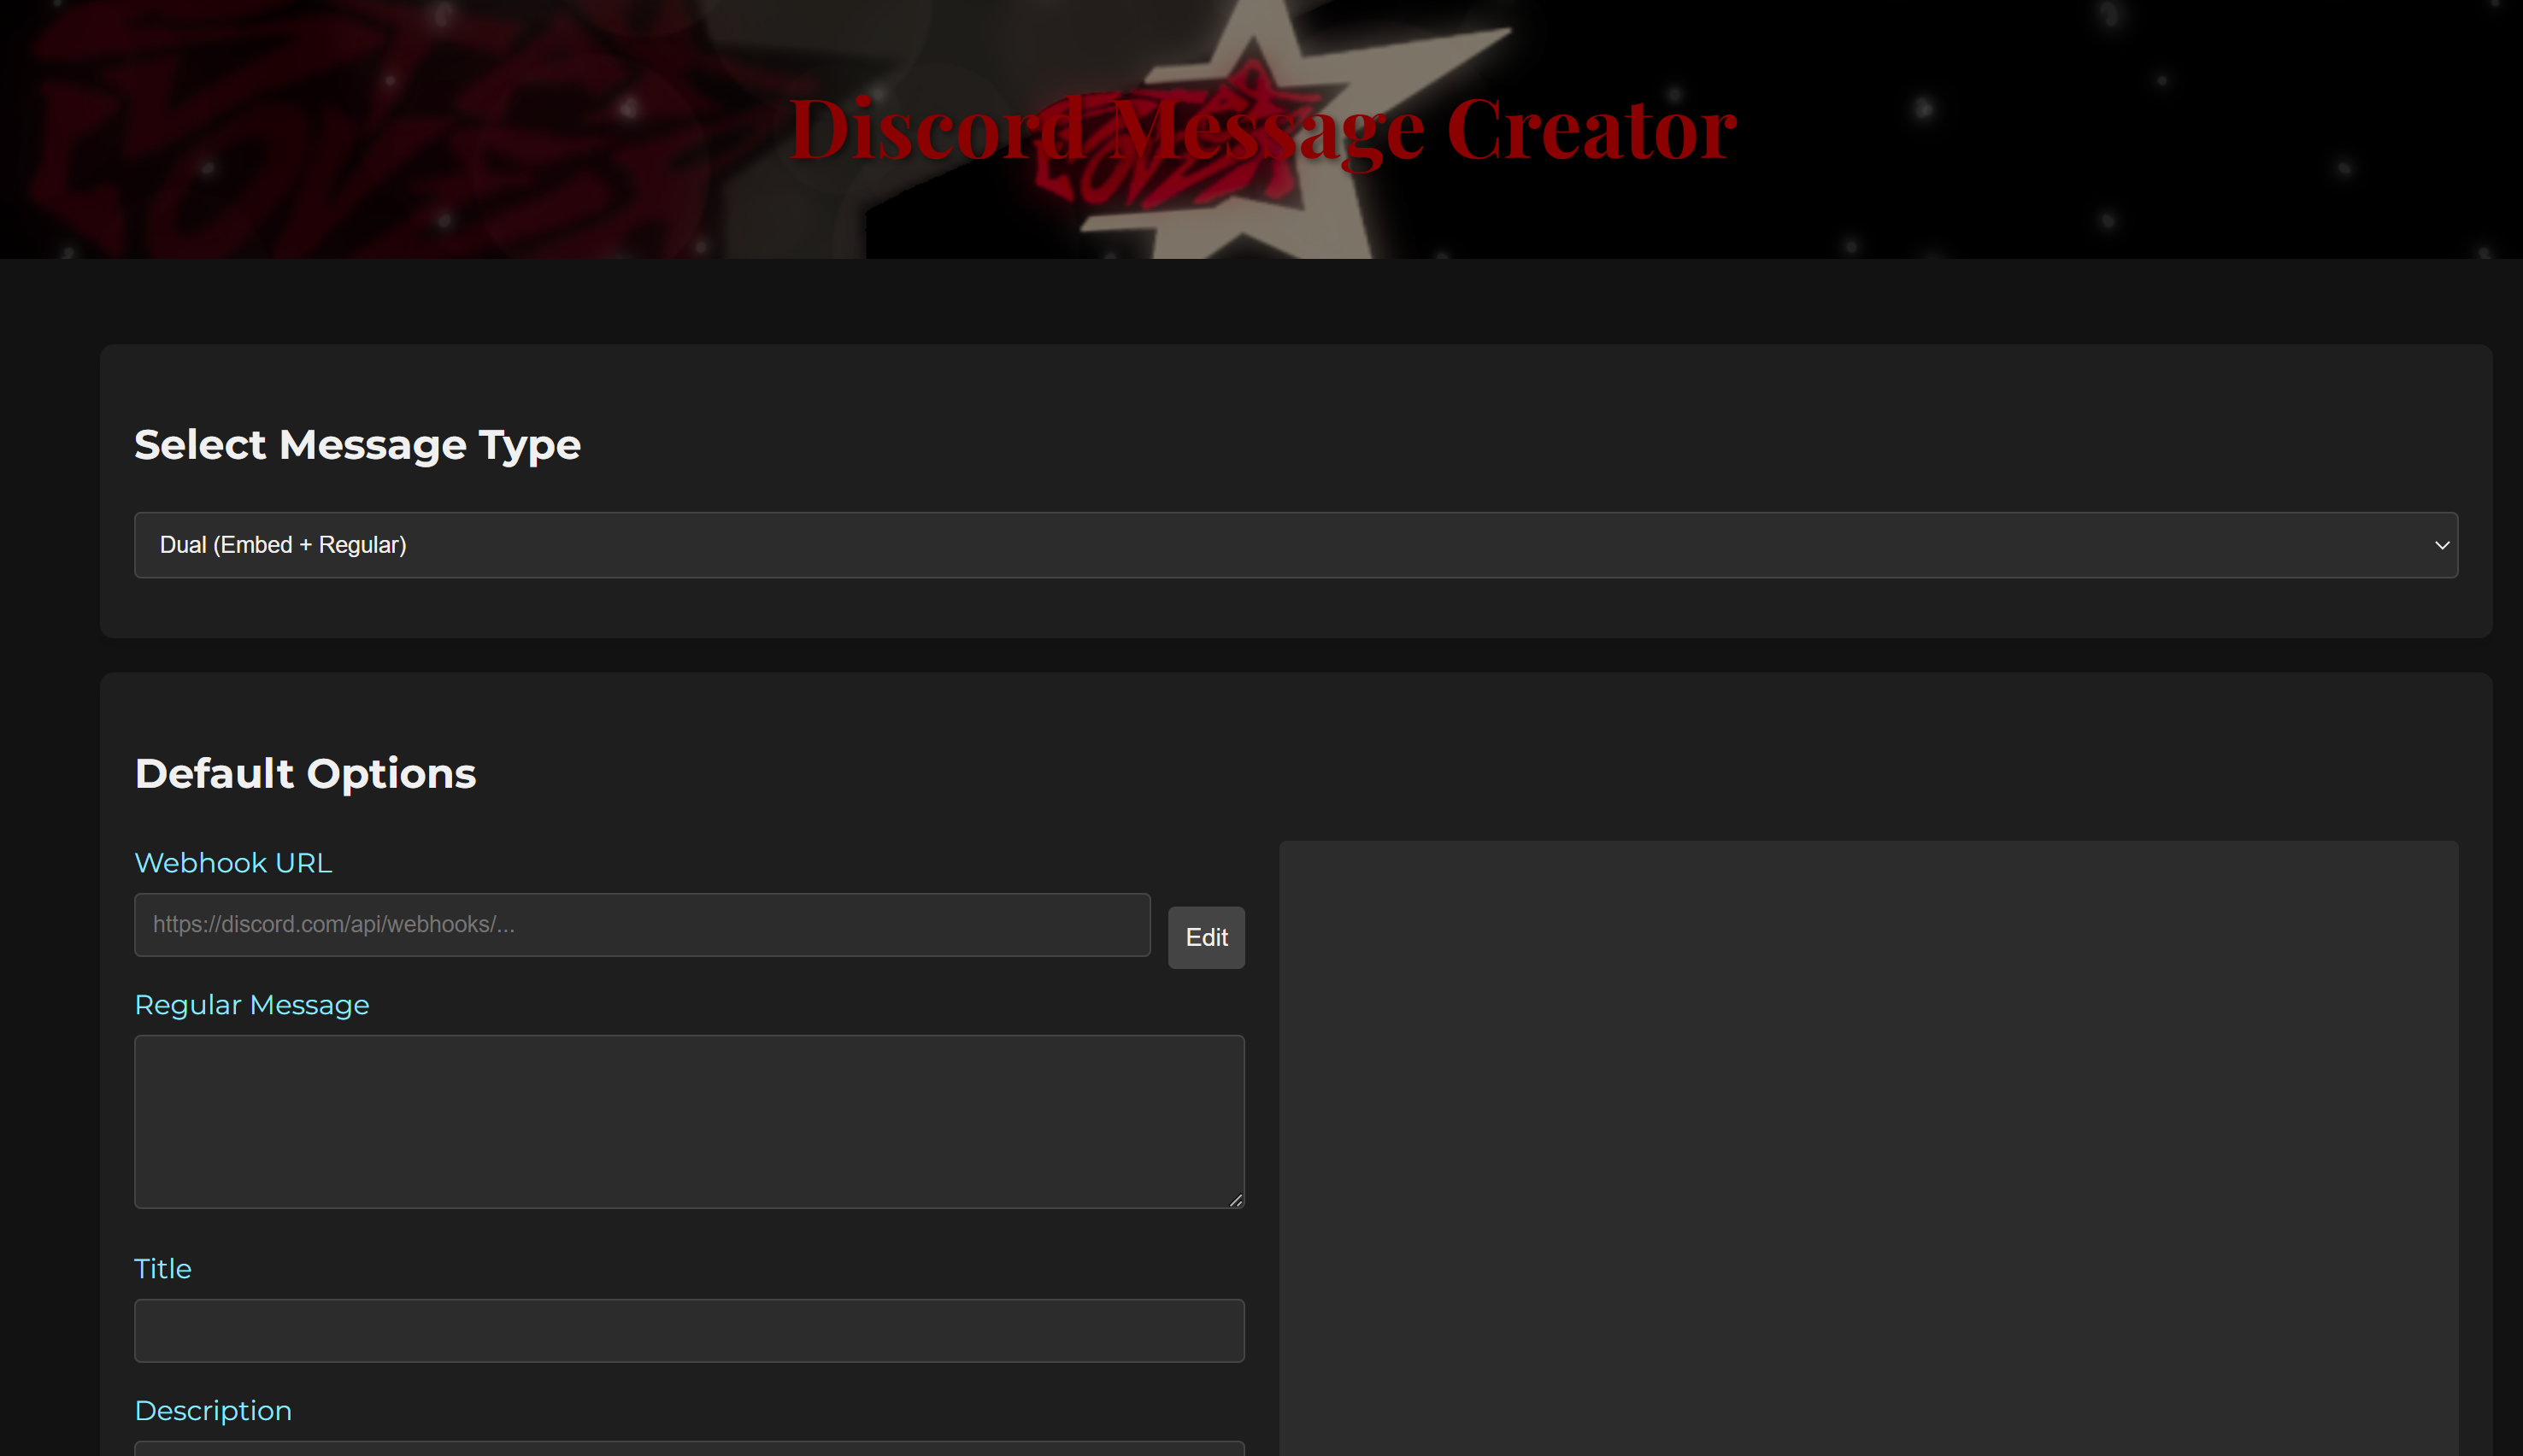 Discord Message Creator
Select Message Type
Dual (Embed + Regular)
Default Options
Webhook URL
https://discord.com/api/webhooks/...
Edit
Regular Message
Title
Description